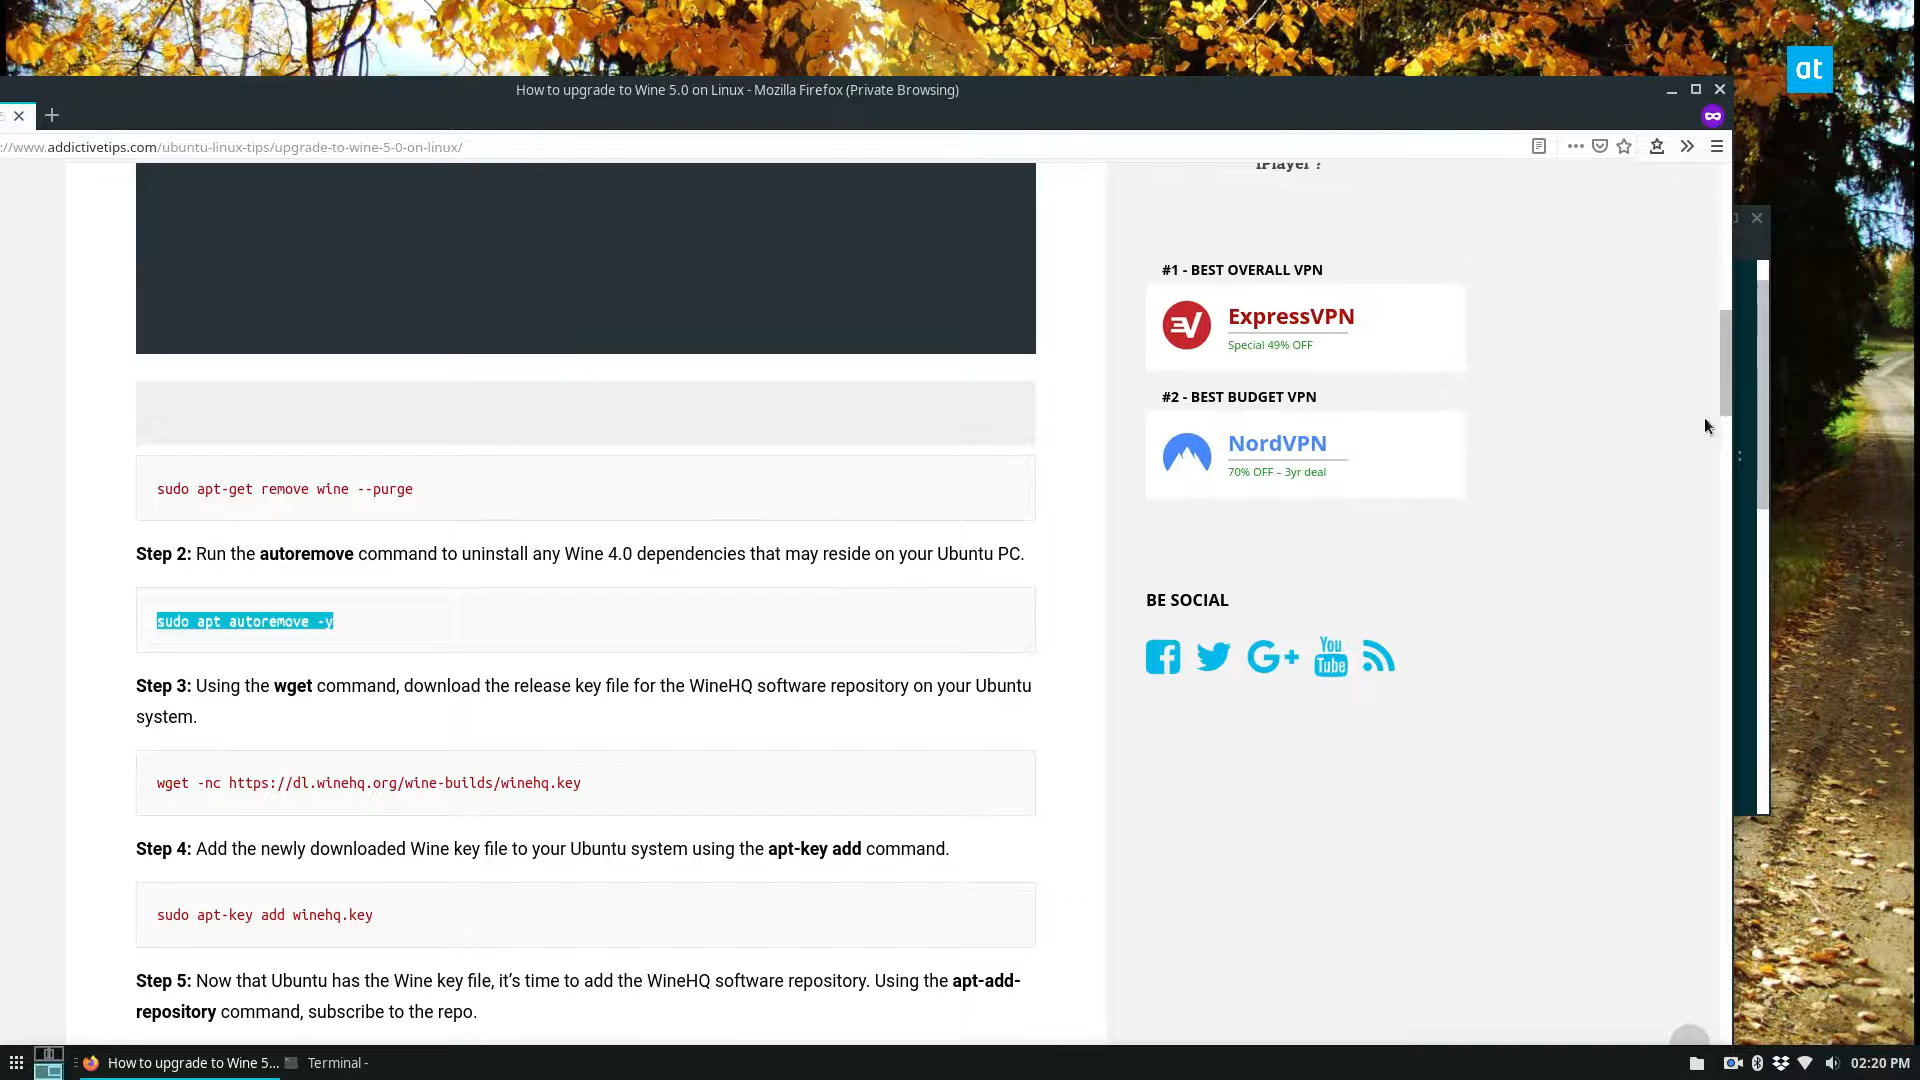 at
How to upgrade to Wine 5.0 on Linux - Mozilla Firefox (Private Browsing)
://www.addictivetips.com/ubuntu-linux-tips/upgrade-to-wine-5-0-on-linux/
iPlayer ?
#1 - BEST OVERALL VPN
ExpressVPN
Special 49% OFF
#2 - BEST BUDGET VPN
NordVPN
70% OFF – 3yr deal
BE SOCIAL
You
Tube
sudo apt-get remove wine --purge
Step 2: Run the autoremove command to uninstall any Wine 4.0 dependencies that may reside on your Ubuntu PC.
sudo apt autoremove -y
Step 3: Using the wget command, download the release key file for the WineHQ software repository on your Ubuntu
system.
wget -nc https://dl.winehq.org/wine-builds/winehq.key
Step 4: Add the newly downloaded Wine key file to your Ubuntu system using the apt-key add command.
sudo apt-key add winehq.key
Step 5: Now that Ubuntu has the Wine key file, it’s time to add the WineHQ software repository. Using the apt-add-
repository command, subscribe to the repo.
How to upgrade to Wine 5...
Terminal -
02:20 PM